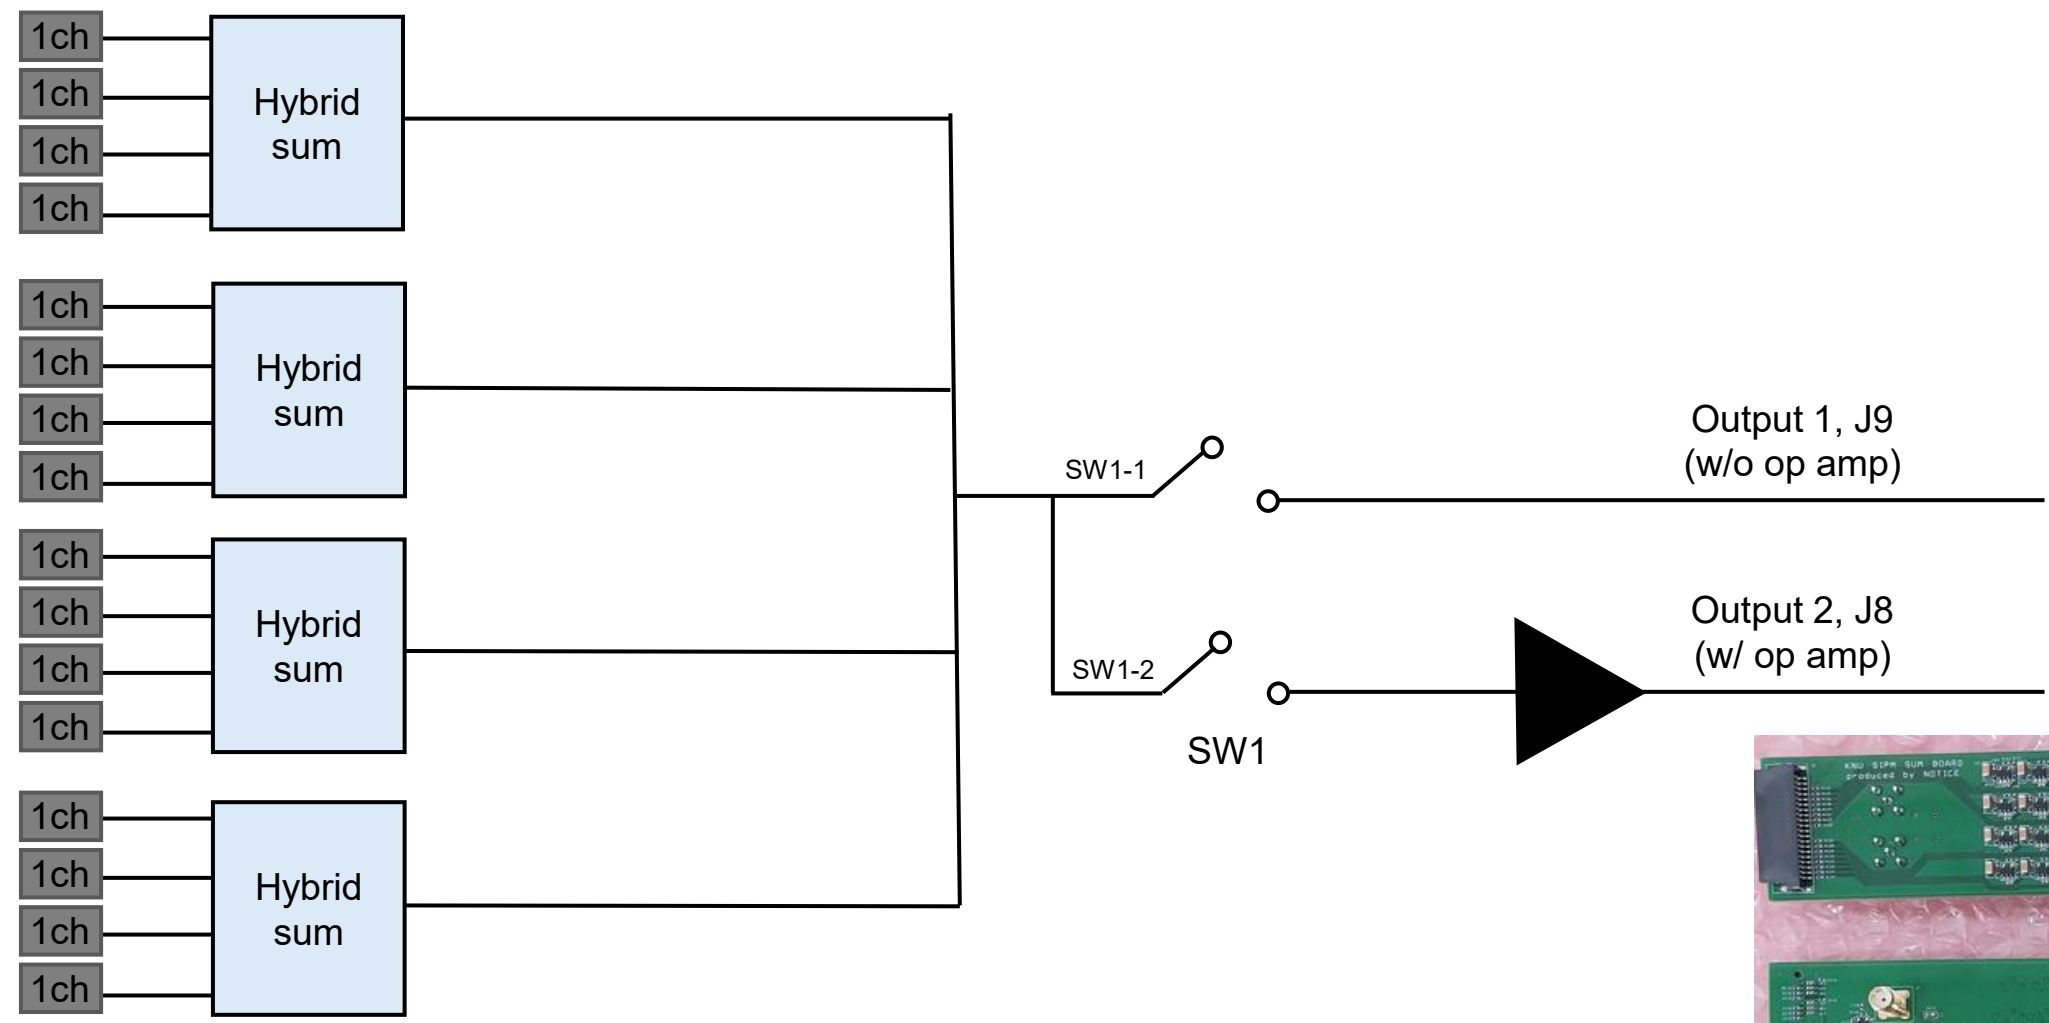 1ch
1ch
1ch
1ch
Hybrid
sum
1ch
1ch
1ch
1ch
Hybrid
sum
1ch
1ch
1ch
1ch
Hybrid
sum
1ch
1ch
1ch
1ch
Hybrid
sum
SW1-1
SW1-2
SW1
Output 1, J9
(w/o op amp)
Output 2, J8
(w/ op amp)
KNU SIPM SUM BOARD
produced by NOTICE